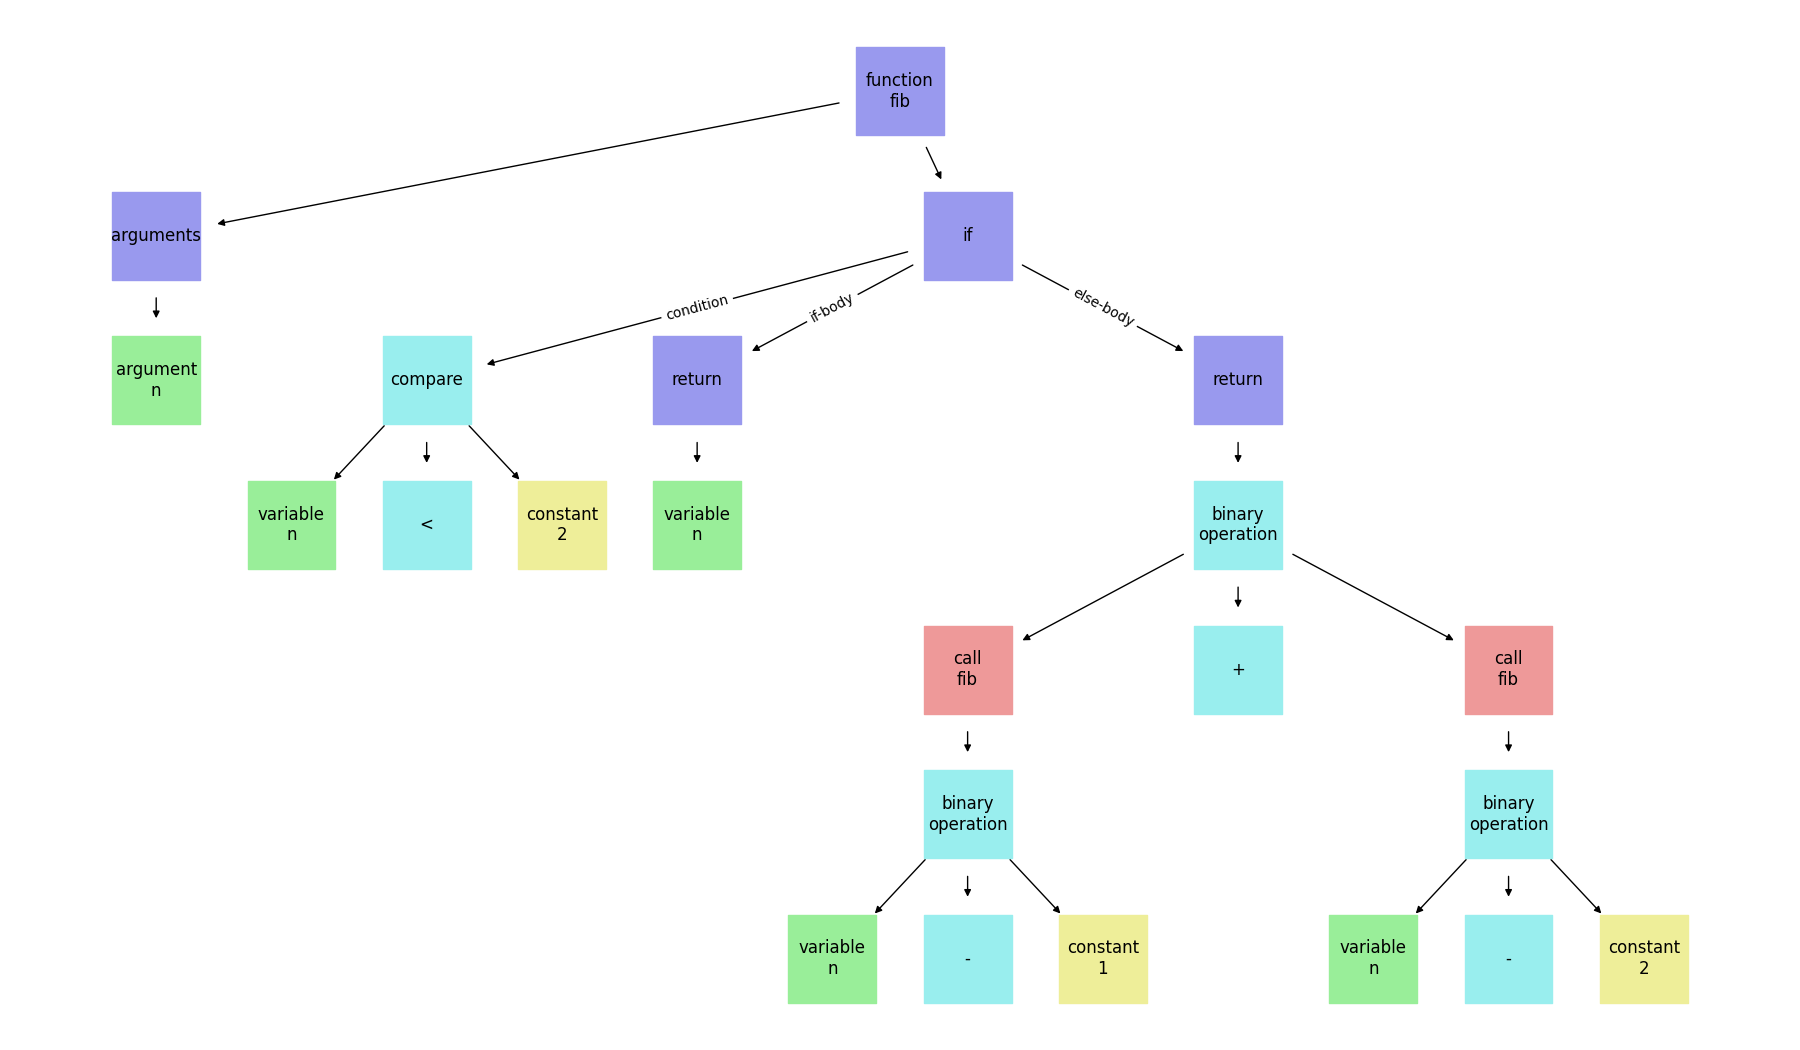 function
fib
arguments
if
condition
if-body
else-body
argument
n
compare
return
return
variable
n
<
constant
2
variable
n
binary
operation
call
fib
+
call
fib
binary
operation
binary
operation
variable
n
-
constant
1
variable
n
-
constant
2